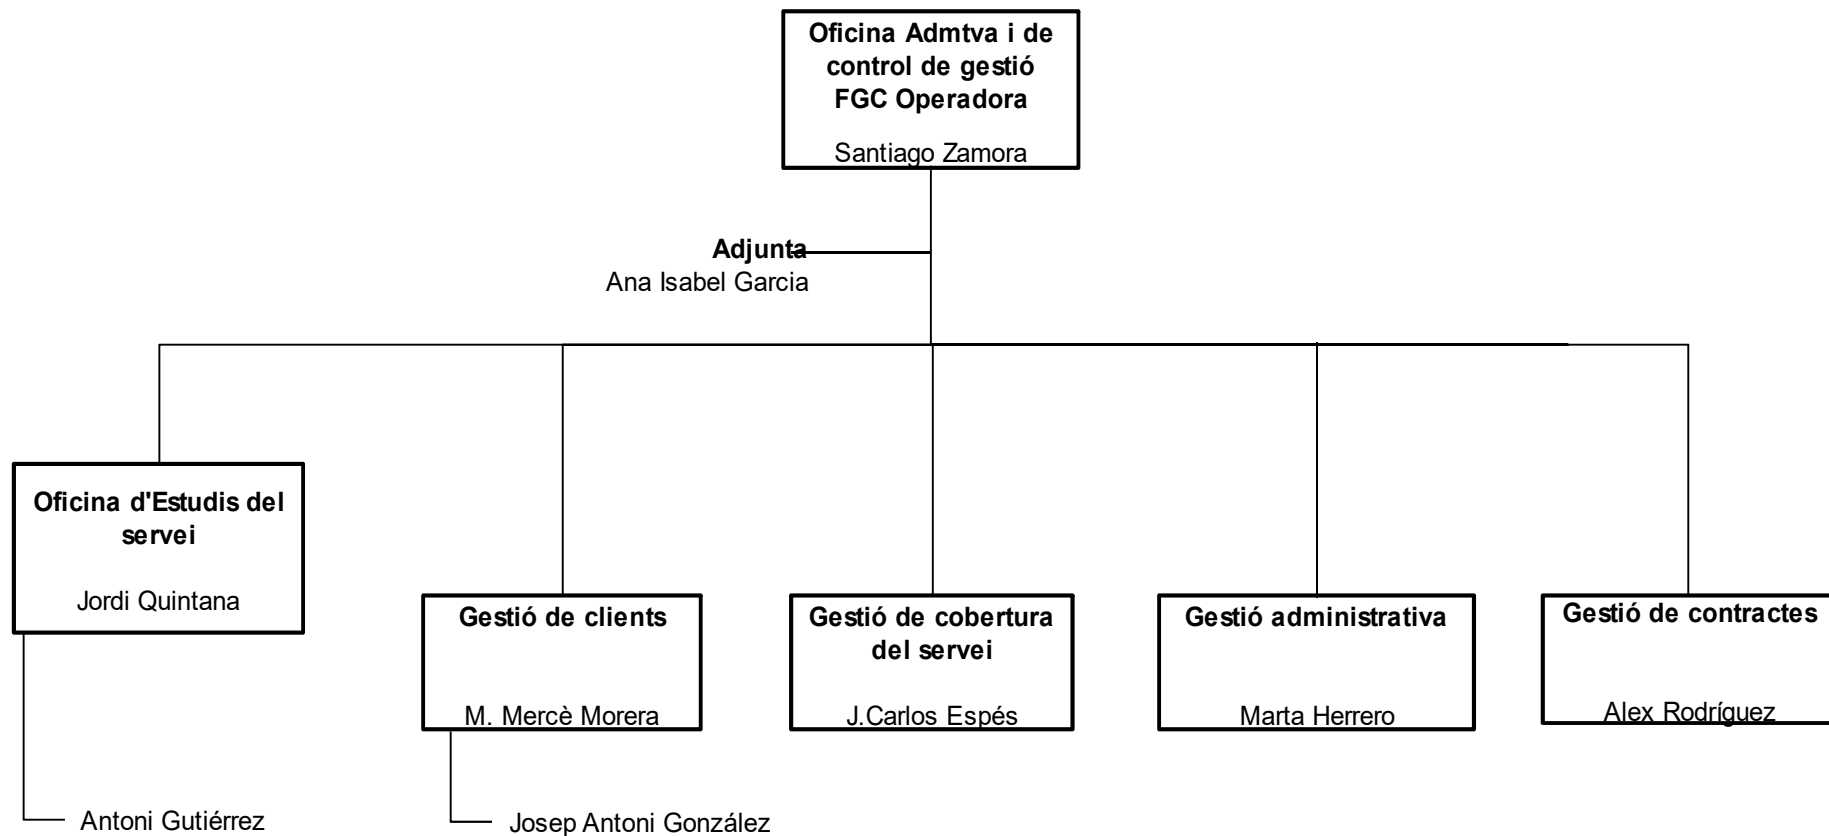 Oficina Admtva i de
control de gestió
FGC Operadora
Santiago Zamora
Adjunta
Ana Isabel Garcia
Oficina d'Estudis del
servei
Jordi Quintana
Gestió de clients
M. Mercè Morera
Gestió de cobertura
del servei
J.Carlos Espés
Gestió administrativa
Marta Herrero
Gestió de contractes
Alex Rodríguez
Antoni Gutiérrez
Josep Antoni González